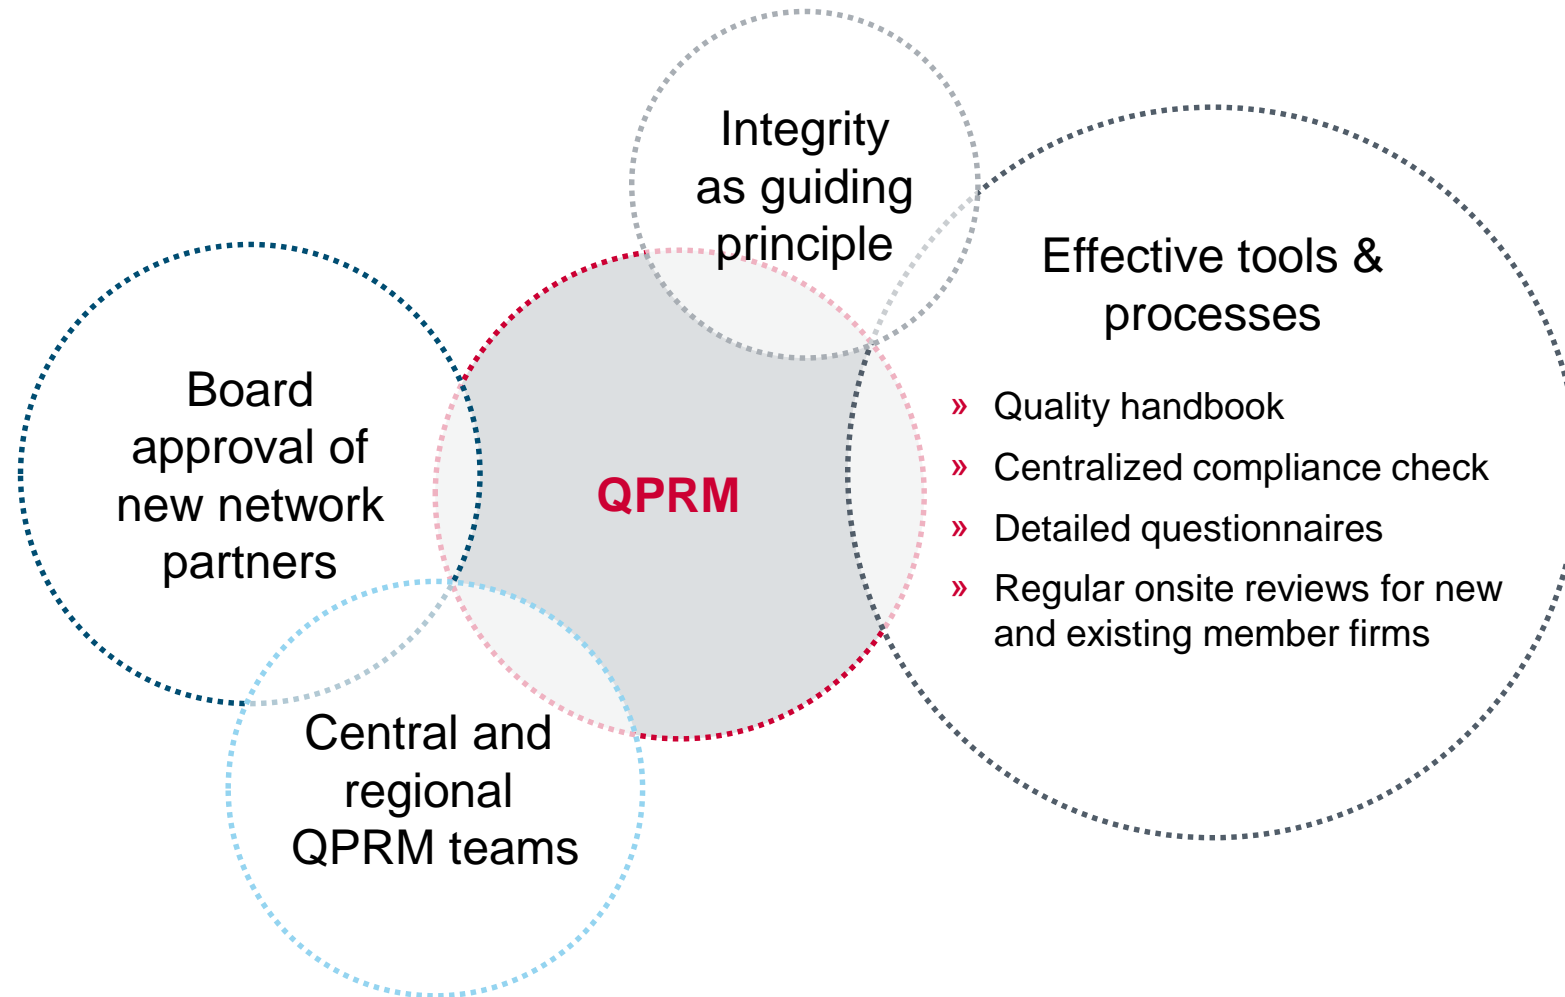 Integrity
as guiding
principle
Effective tools &
processes
» Quality handbook
» Centralized compliance check
» Detailed questionnaires
» Regular onsite reviews for new
and existing member firms
Board
approval of
new network
partners
QPRM
Central and
regional
QPRM teams